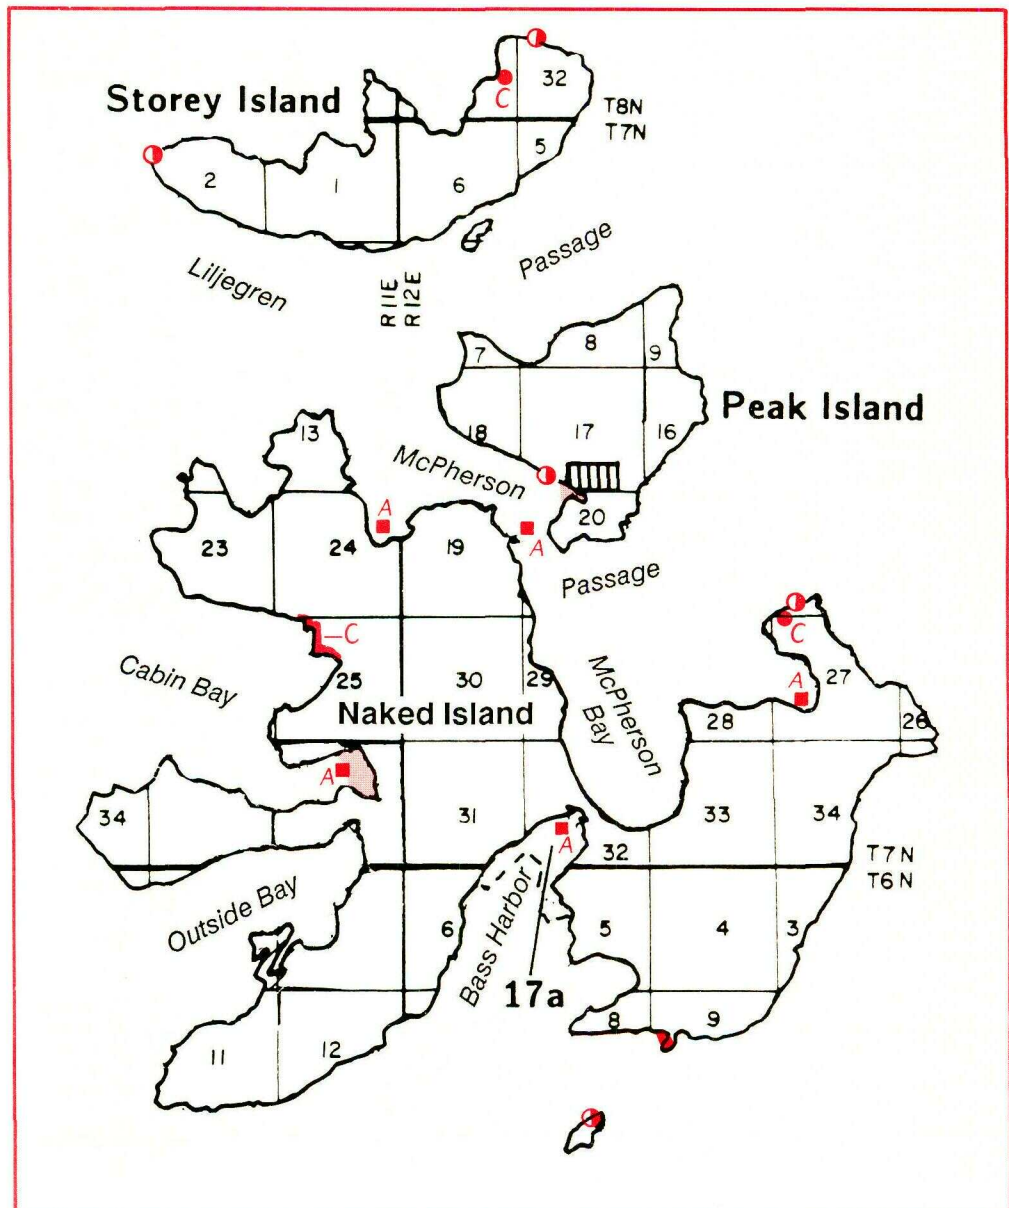 32
Storey Island
C
T8N
T7N
5
2
1
6
Passage
Liljegren
R11E
R12E
8
7
9
Peak Island
13
18
17
16
McPherson
A
20
23
24
19
A
Passage
C
C
Cabin Bay
25
30
29
McPherson
Bay
A
27
Naked Island
28
26
A
34
31
33
34
A
32
T7N
T6N
Outside Bay
6
Bass Harbor
5
4
3
17a
8
9
11
12